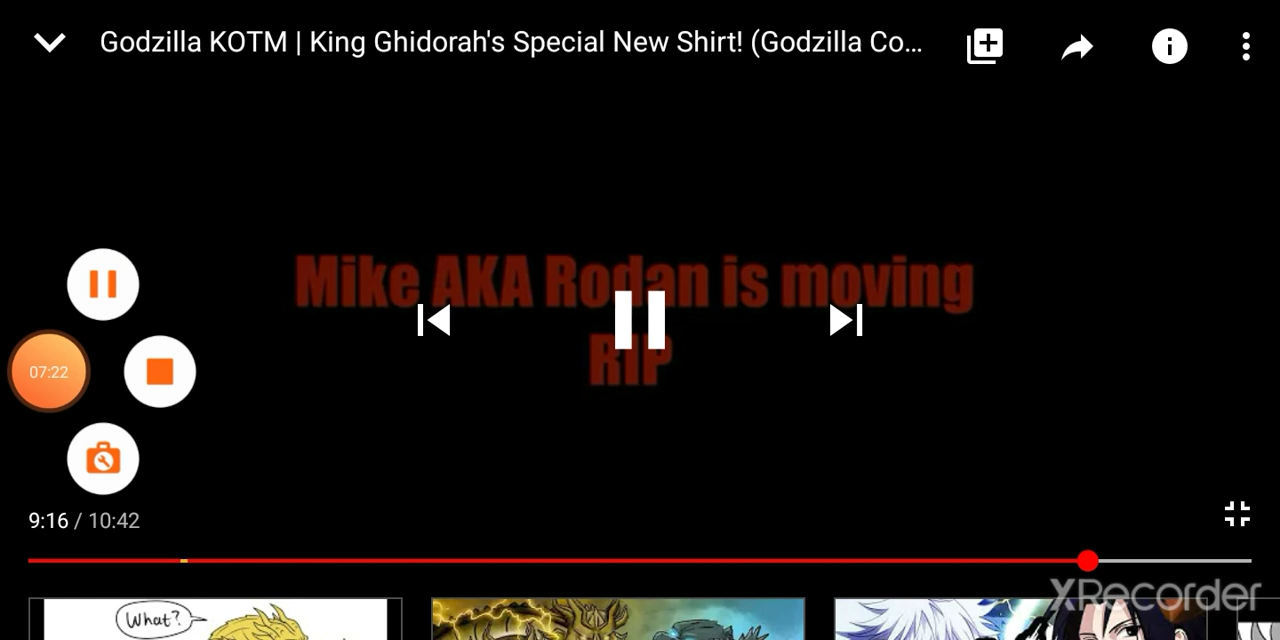 Godzilla KOTM | King Ghidorah's Special New Shirt! (Godzilla Co...
Mike AKA Rodan is moving
RIP
07:22
9:16 / 10:42
XRecorder
What?